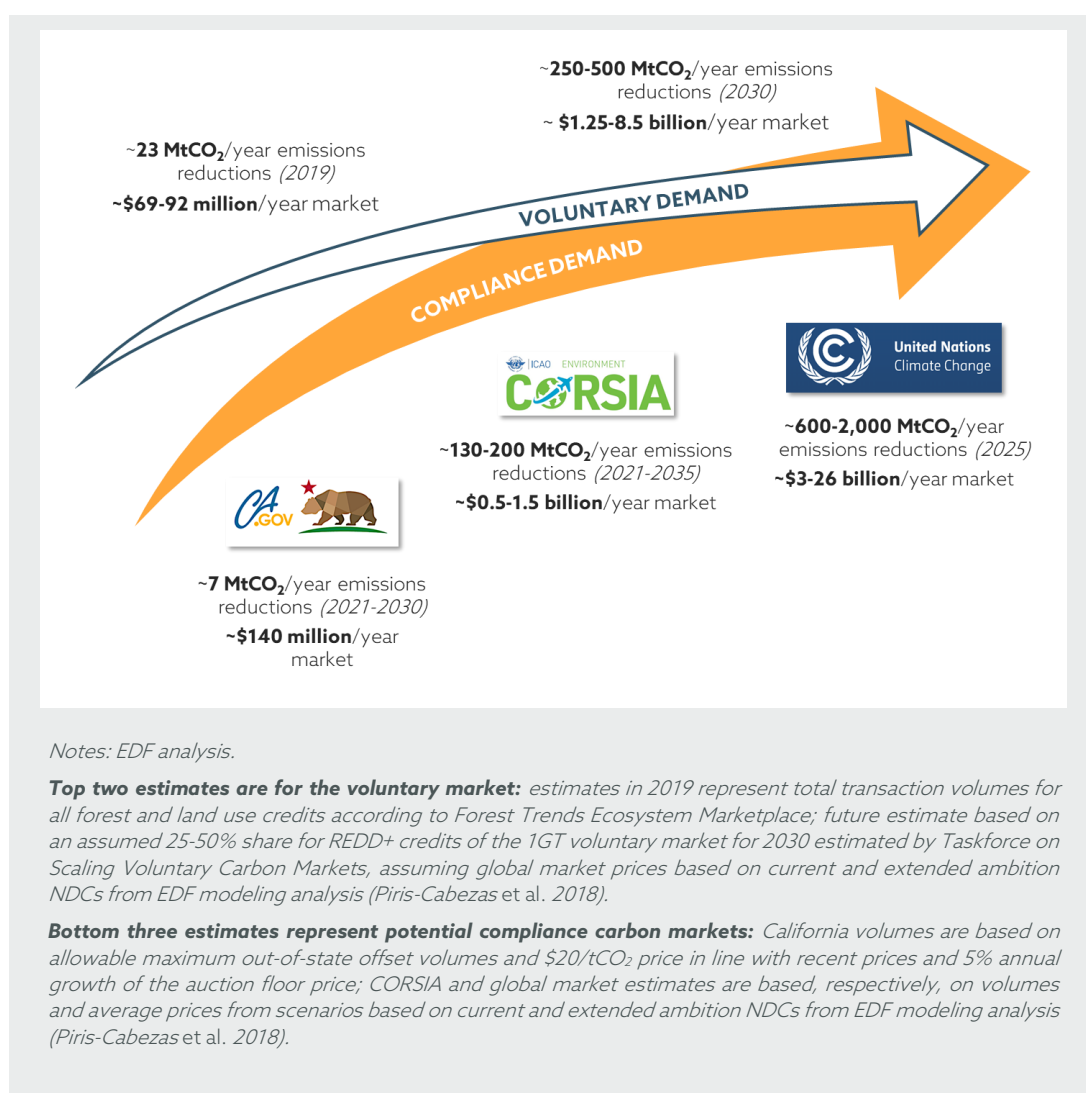 ~250-500 MtCO₂/year emissions
reductions (2030)
~ $1.25-8.5 billion/year market
~23 MtCO₂/year emissions
reductions (2019)
~$69-92 million/year market
VOLUNTARY DEMAND
COMPLIANCE DEMAND
ICAO ENVIRONMENT
CORSIA
United Nations
Climate Change
~600-2,000 MtCO₂/year
emissions reductions (2025)
~$3-26 billion/year market
~130-200 MtCO₂/year emissions
reductions (2021-2035)
~$0.5-1.5 billion/year market
CA
.GOV
~7 MtCO₂/year emissions
reductions (2021-2030)
~$140 million/year
market
Notes: EDF analysis.
Top two estimates are for the voluntary market: estimates in 2019 represent total transaction volumes for
all forest and land use credits according to Forest Trends Ecosystem Marketplace; future estimate based on
an assumed 25-50% share for REDD+ credits of the 1GT voluntary market for 2030 estimated by Taskforce on
Scaling Voluntary Carbon Markets, assuming global market prices based on current and extended ambition
NDCs from EDF modeling analysis (Piris-Cabezas et al. 2018).
Bottom three estimates represent potential compliance carbon markets: California volumes are based on
allowable maximum out-of-state offset volumes and $20/tCO₂ price in line with recent prices and 5% annual
growth of the auction floor price; CORSIA and global market estimates are based, respectively, on volumes
and average prices from scenarios based on current and extended ambition NDCs from EDF modeling analysis
(Piris-Cabezas et al. 2018).